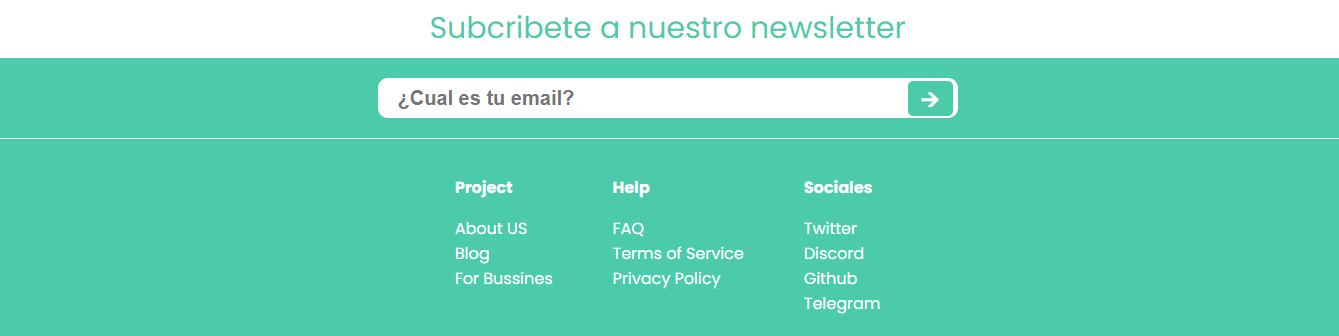 Subcribete a nuestro newsletter
¿Cual es tu email?
Project
About US
Blog
For Bussines
Help
FAQ
Terms of Service
Privacy Policy
Sociales
Twitter
Discord
Github
Telegram